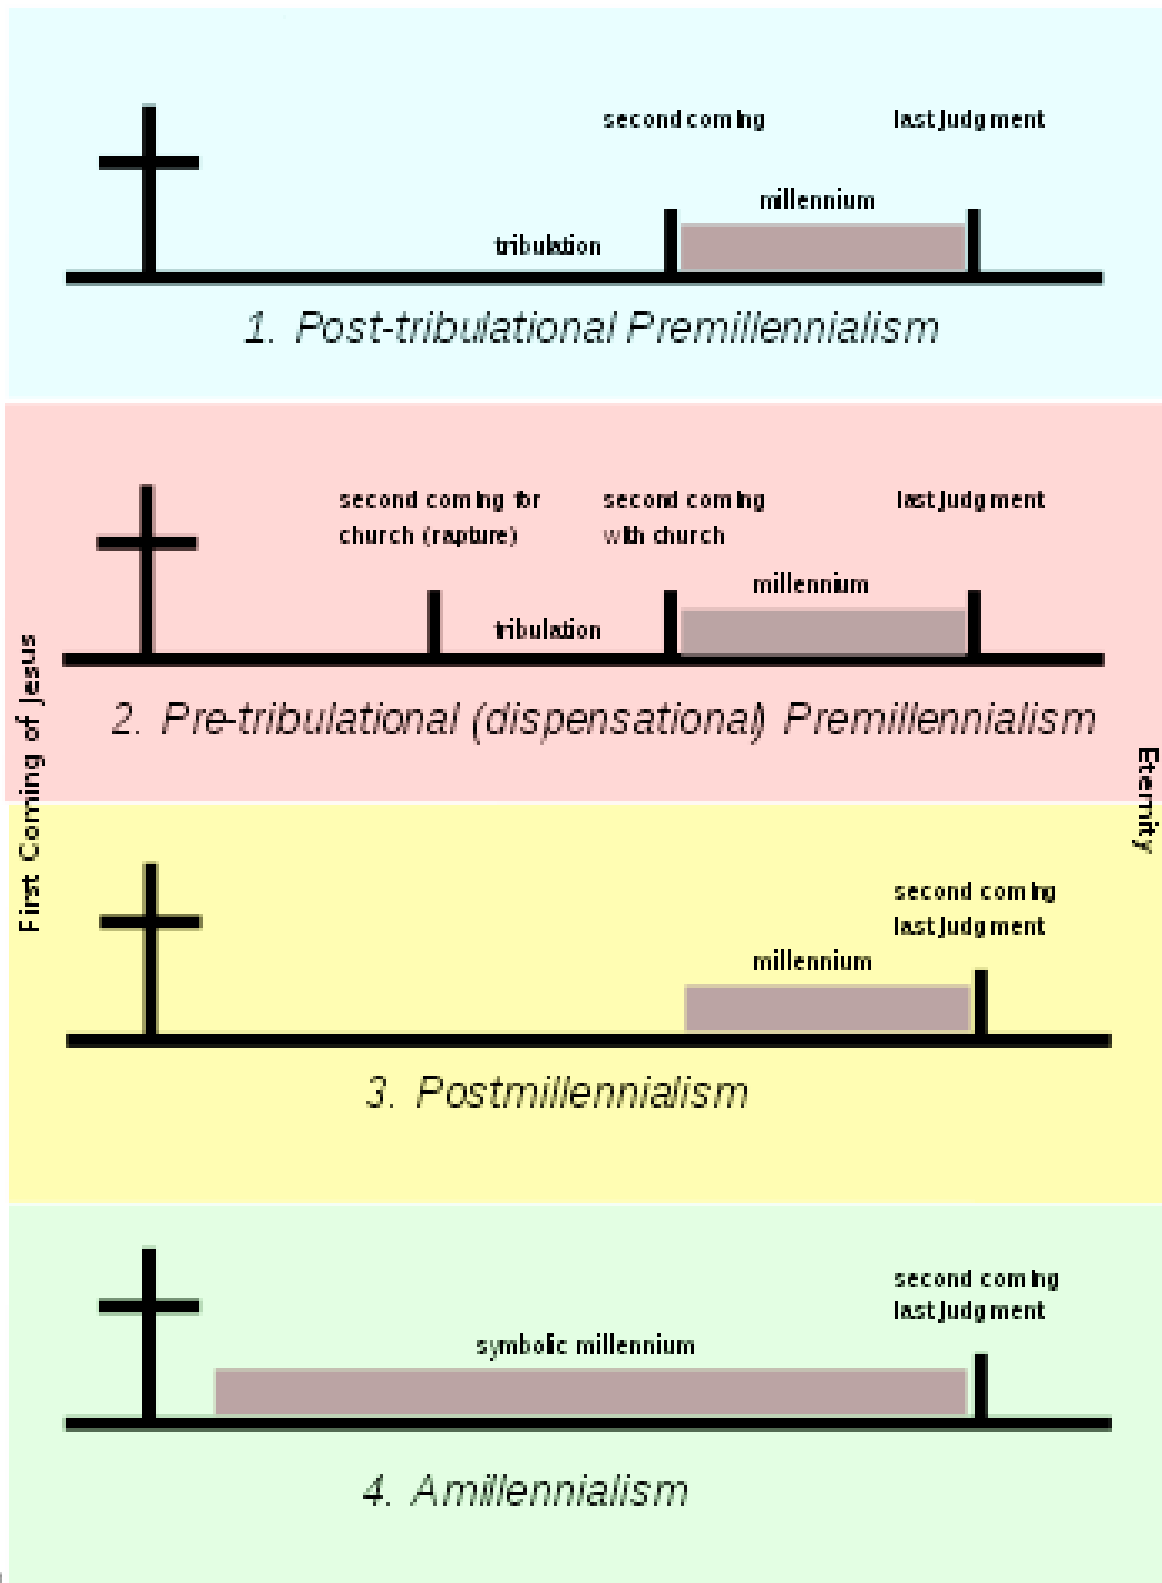 second coming
last judgment
millennium
tribulation
1. Post-tribulational Premillennialism
second coming for
church (rapture)
second coming
with church
last judgment
millennium
tribulation
2. Pre-tribulational (dispensational) Premillennialism
First Coming of Jesus
Eternity
second coming
last judgment
millennium
3. Postmillennialism
second coming
last judgment
symbolic millennium
4. Amillennialism